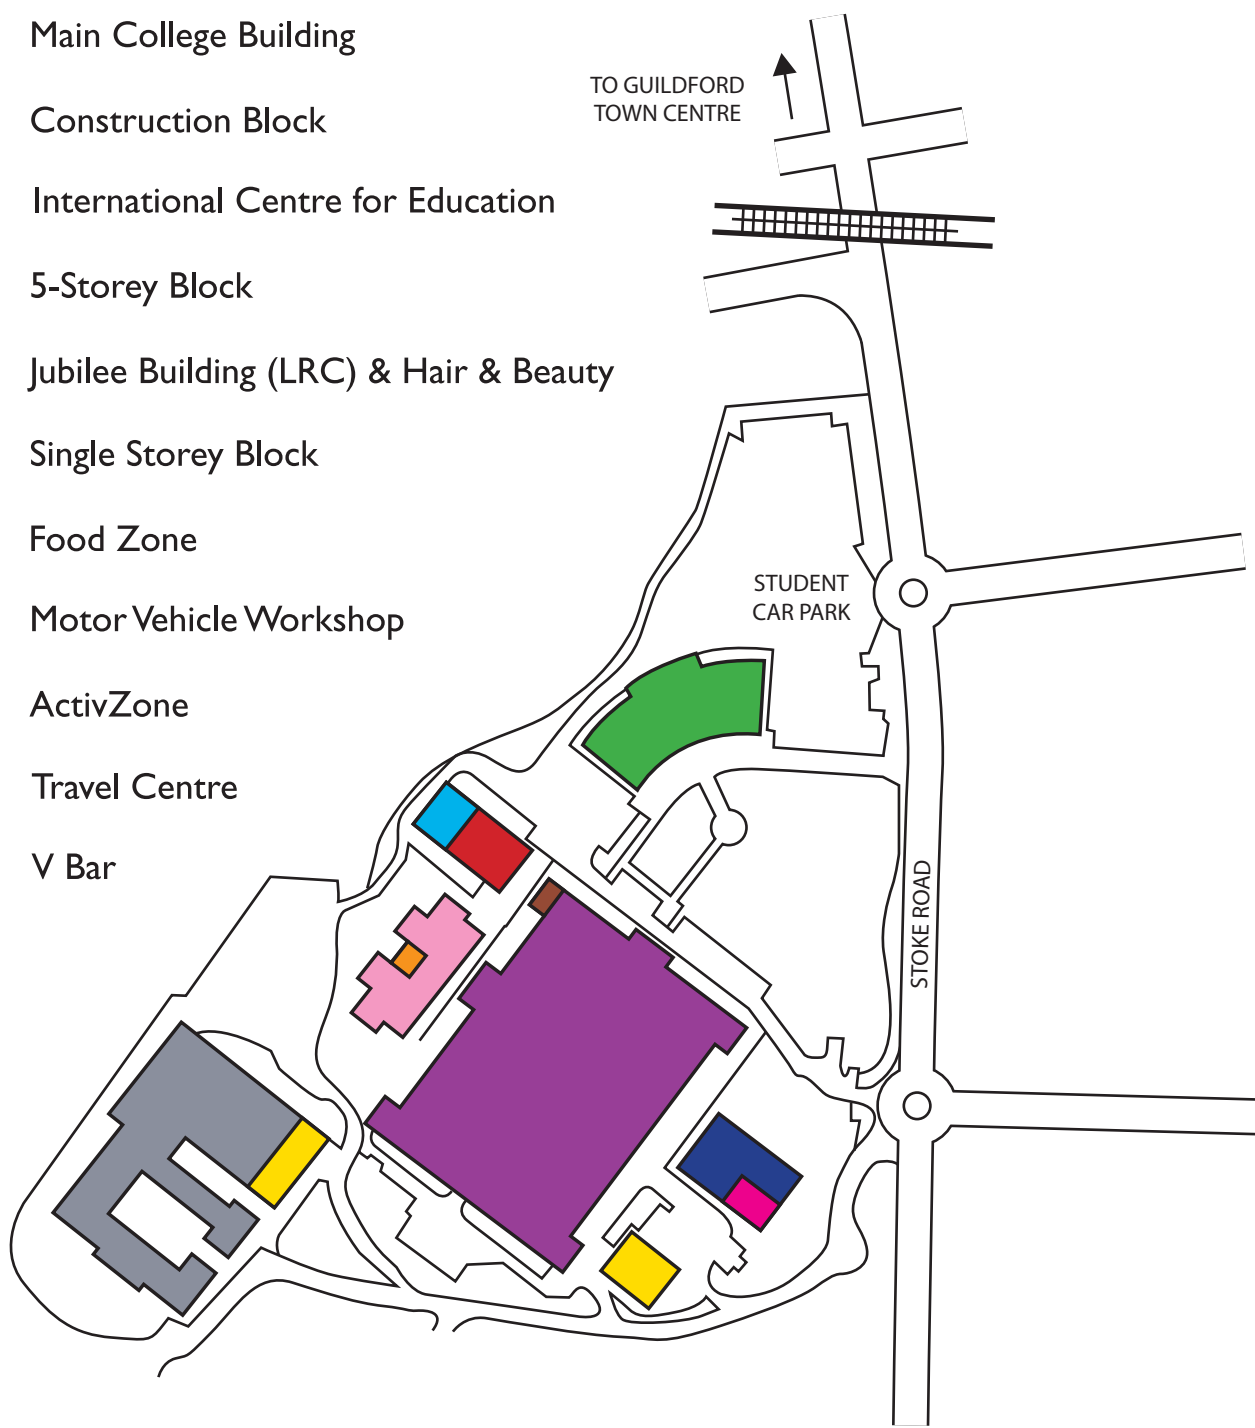 Main College Building
Construction Block
International Centre for Education
5-Storey Block
Jubilee Building (LRC) & Hair & Beauty
Single Storey Block
Food Zone
Motor Vehicle Workshop
ActivZone
Travel Centre
V Bar
TO GUILDFORD
TOWN CENTRE
STUDENT
CAR PARK
STOKE ROAD